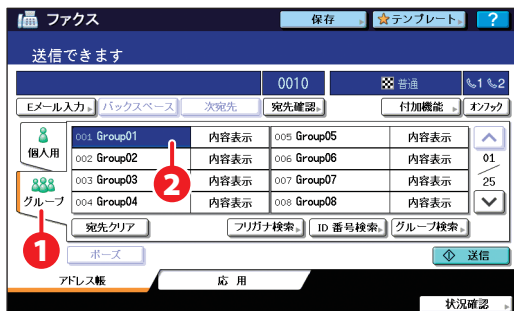 ファクス 保存 テンプレート ?
送信できます
0010 普通 1 2
Eメール入力 バックスペース 次宛先 宛先確認 付加機能 オンフック
個人用
001 Group01 内容表示 005 Group05 内容表示
002 Group02 内容表示 006 Group06 内容表示 01
003 Group03 内容表示 007 Group07 内容表示 25
グループ
004 Group04 内容表示 008 Group08 内容表示
2
1
宛先クリア フリガナ検索 ID 番号検索 グループ検索
ポーズ 送信
アドレス帳 応用
状況確認